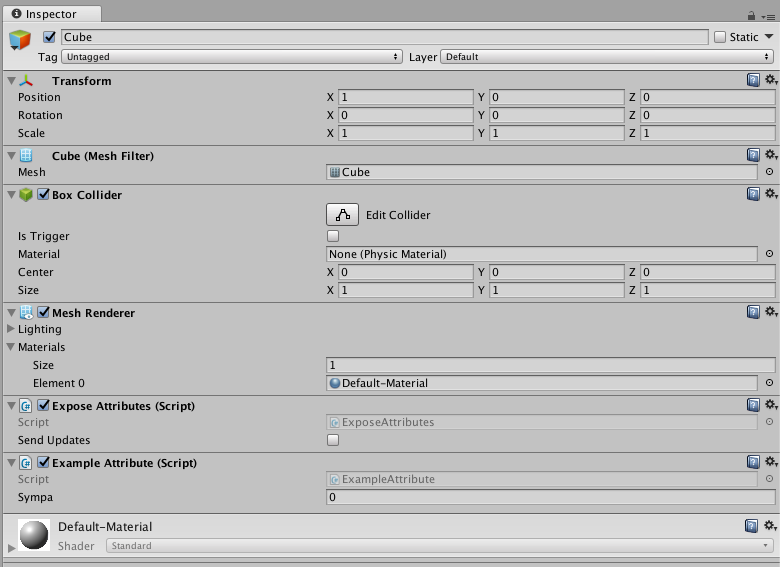 Inspector
Cube Static
Tag Untagged Layer Default
Transform
Position X 1 Y 0 Z 0
Rotation X 0 Y 0 Z 0
Scale X 1 Y 1 Z 1
Cube (Mesh Filter)
Mesh Cube
Box Collider
Edit Collider
Is Trigger
Material None (Physic Material)
Center X 0 Y 0 Z 0
Size X 1 Y 1 Z 1
Mesh Renderer
Lighting
Materials
Size 1
Element 0 Default-Material
Expose Attributes (Script)
Script ExposeAttributes
Send Updates
Example Attribute (Script)
Script ExampleAttribute
Sympa 0
Default-Material
Shader Standard